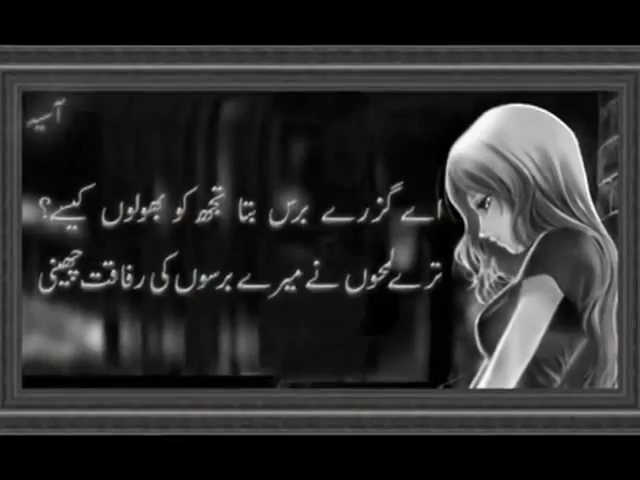 آسیہ
اے گزرے برس بتا تجھ کو بھولوں کیسے؟
ترے لمحوں نے میرے برسوں کی رفاقت چھینی